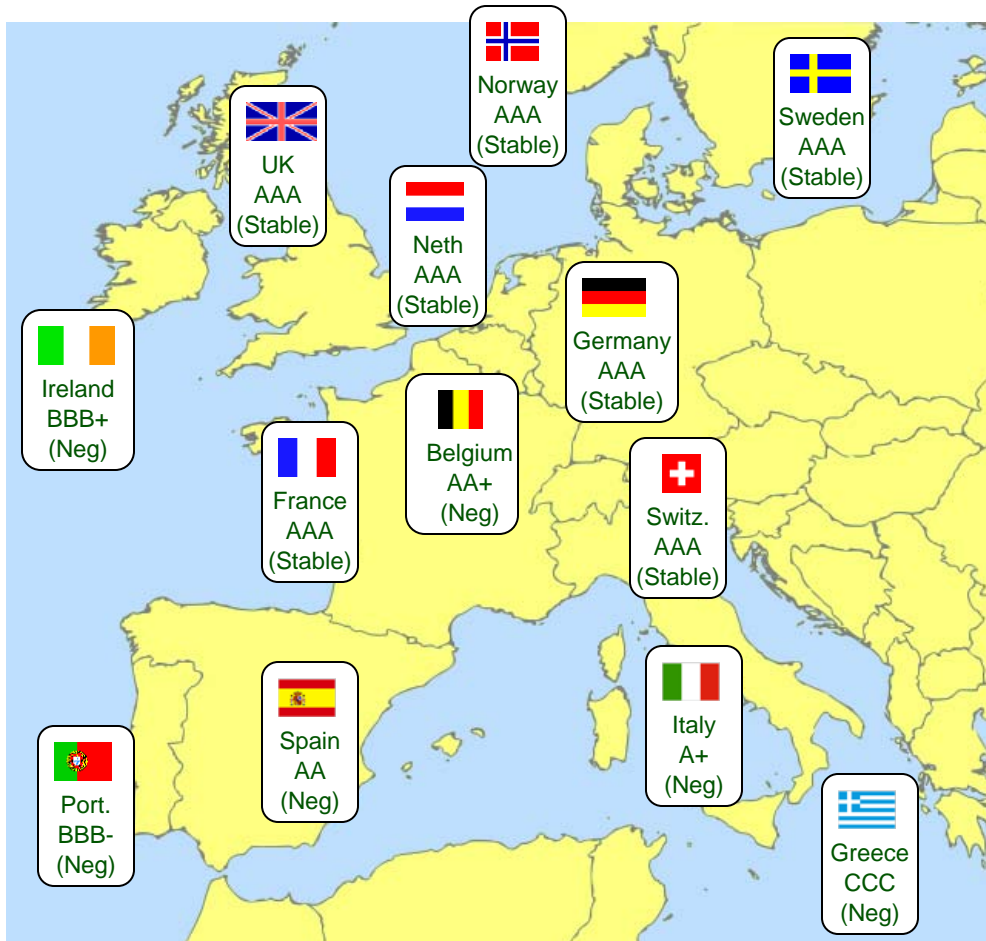 Norway
AAA
(Stable)
Sweden
AAA
(Stable)
UK
AAA
(Stable)
Neth
AAA
(Stable)
Germany
AAA
(Stable)
Ireland
BBB+
(Neg)
Belgium
AA+
(Neg)
France
AAA
(Stable)
Switz.
AAA
(Stable)
Spain
AA
(Neg)
Italy
A+
(Neg)
Port.
BBB-
(Neg)
Greece
CCC
(Neg)